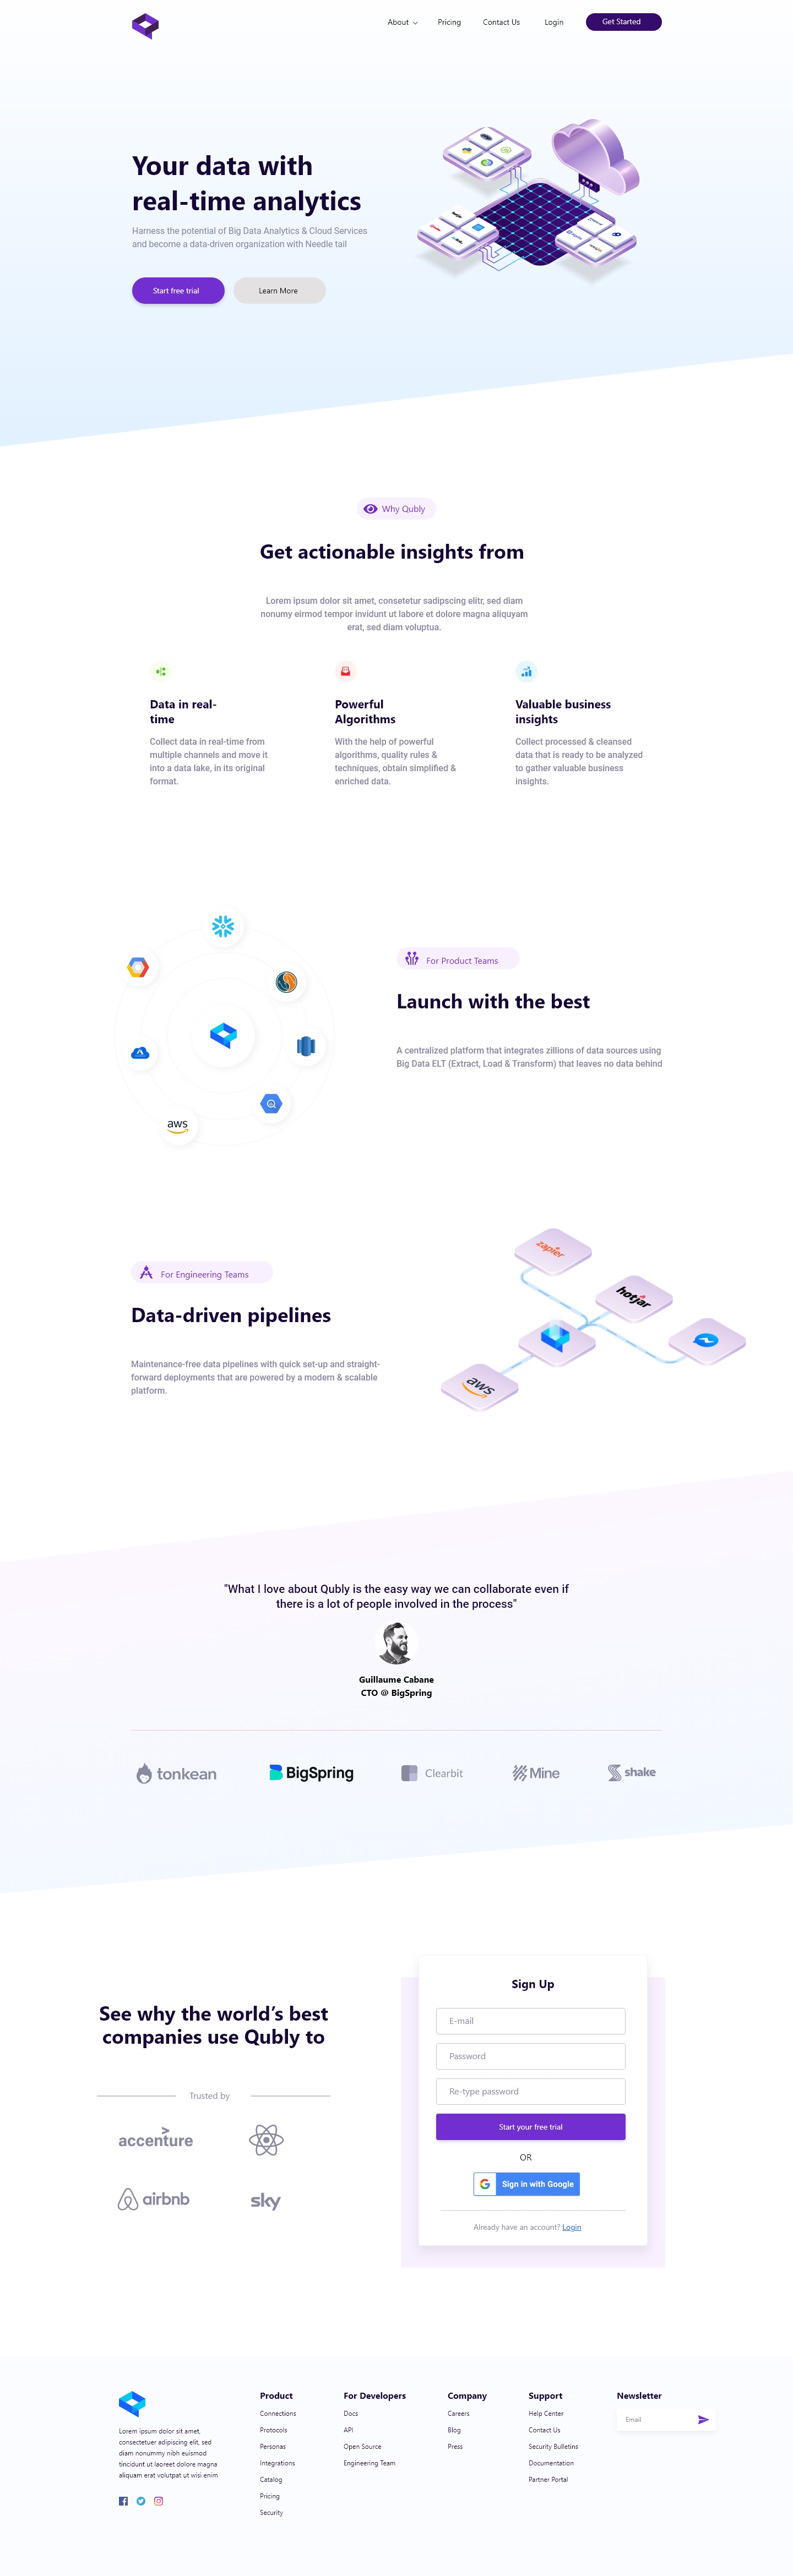 About
Pricing
Contact Us
Login
Get Started
Your data with
real-time analytics
Harness the potential of Big Data Analytics & Cloud Services
and become a data-driven organization with Needle tail
Start free trial
Learn More
Why Qubly
Get actionable insights from
Lorem ipsum dolor sit amet, consetetur sadipscing elitr, sed diam
nonumy eirmod tempor invidunt ut labore et dolore magna aliquyam
erat, sed diam voluptua.
Data in real-
time
Collect data in real-time from
multiple channels and move it
into a data lake, in its original
format.
Powerful
Algorithms
With the help of powerful
algorithms, quality rules &
techniques, obtain simplified &
enriched data.
Valuable business
insights
Collect processed & cleansed
data that is ready to be analyzed
to gather valuable business
insights.
aws
For Product Teams
Launch with the best
A centralized platform that integrates zillions of data sources using
Big Data ELT (Extract, Load & Transform) that leaves no data behind
For Engineering Teams
Data-driven pipelines
Maintenance-free data pipelines with quick set-up and straight-
forward deployments that are powered by a modern & scalable
platform.
zapier
hotjar
aws
"What I love about Qubly is the easy way we can collaborate even if
there is a lot of people involved in the process"
Guillaume Cabane
CTO @ BigSpring
tonkean
BigSpring
Clearbit
Mine
shake
See why the world’s best
companies use Qubly to
Trusted by
accenture
airbnb
sky
Sign Up
E-mail
Password
Re-type password
Start your free trial
OR
Sign in with Google
Already have an account? Login
Lorem ipsum dolor sit amet,
consectetuer adipiscing elit, sed
diam nonummy nibh euismod
tincidunt ut laoreet dolore magna
aliquam erat volutpat ut wisi enim
Product
Connections
Protocols
Personas
Integrations
Catalog
Pricing
Security
For Developers
Docs
API
Open Source
Engineering Team
Company
Careers
Blog
Press
Support
Help Center
Contact Us
Security Bulletins
Documentation
Partner Portal
Newsletter
Email